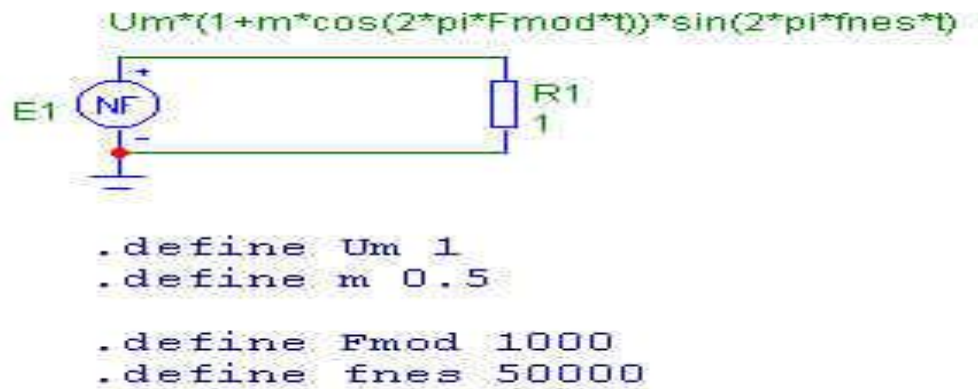 Um*(1+m*cos(2*pi*Fmod*t))*sin(2*pi*fnes*t)
+
E1 NF R1
1
-
.define Um 1
.define m 0.5
.define Fmod 1000
.define fnes 50000